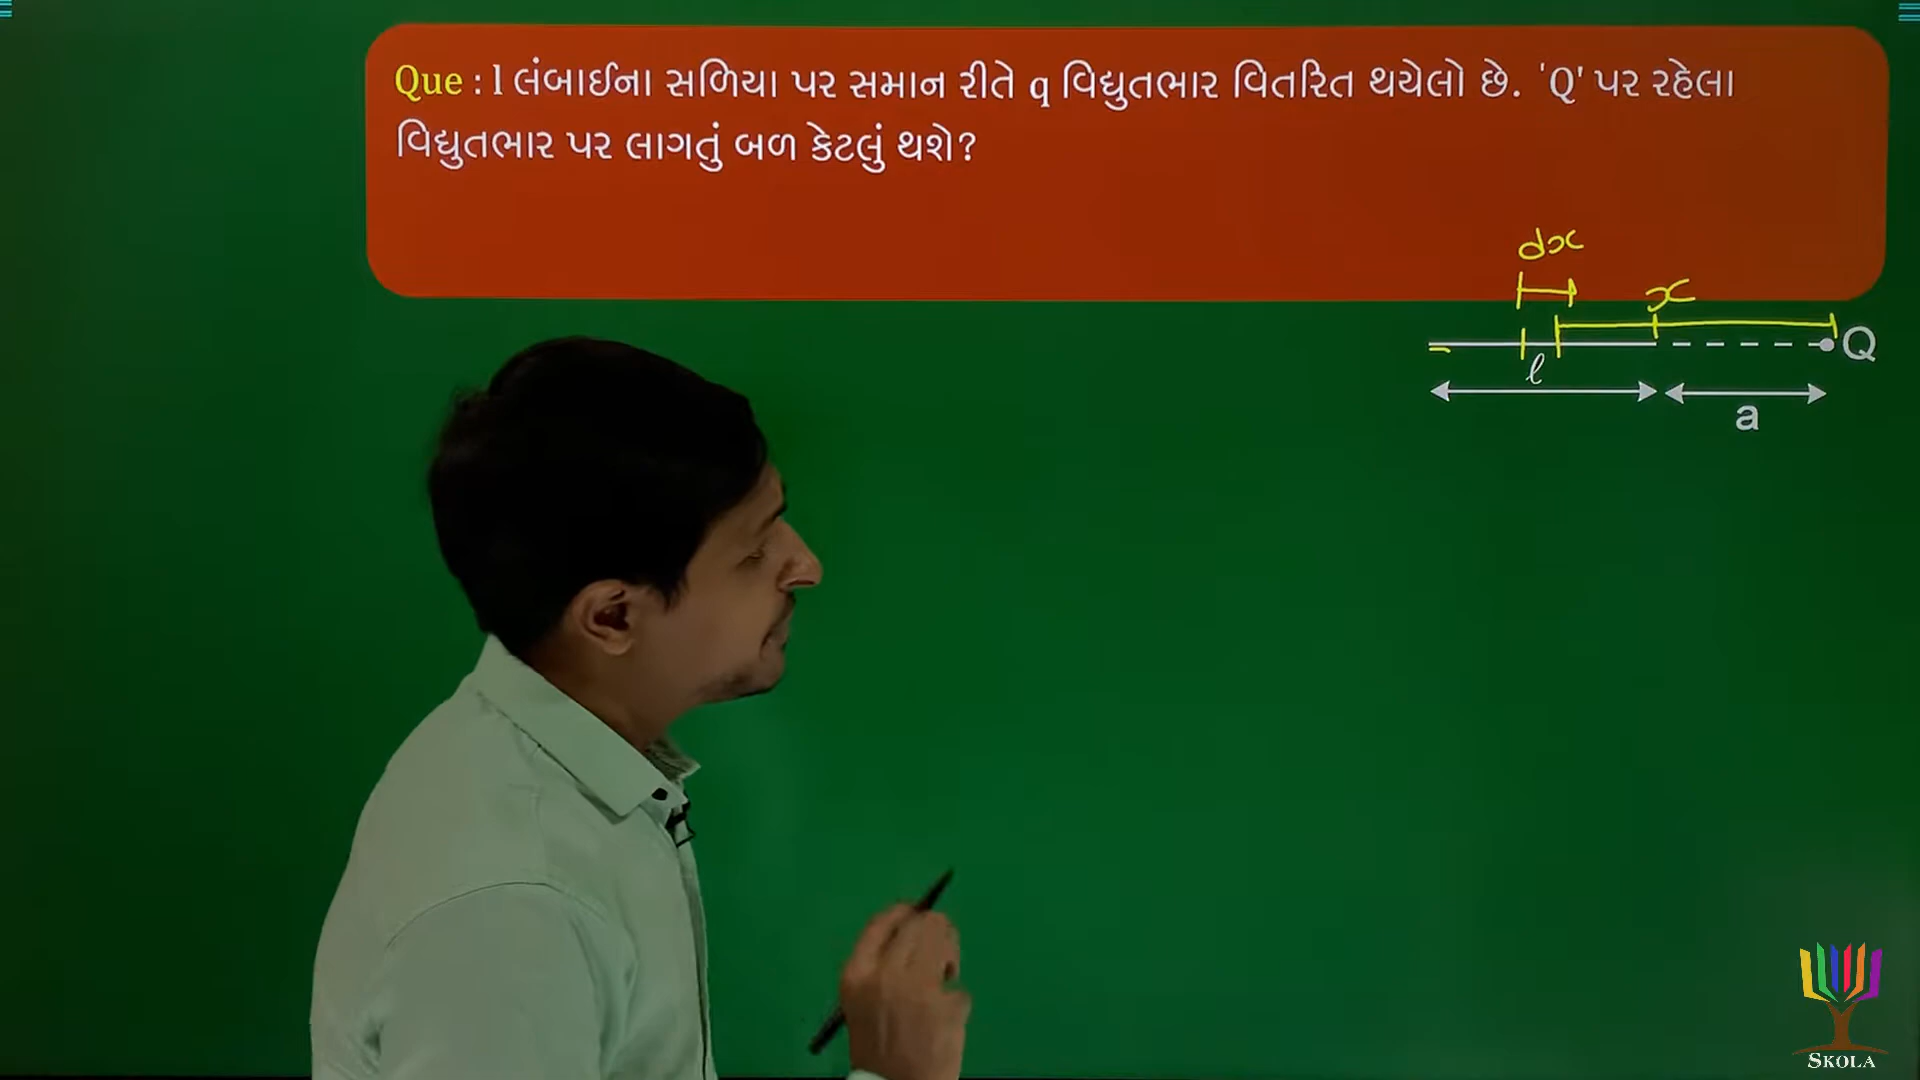 Que : l લંબાઈના સળિયા પર સમાન રીતે q વિદ્યુતભાર વિતરિત થયેલો છે. 'Q' પર રહેલા
વિદ્યુતભાર પર લાગતું બળ કેટલું થશે?
dx
x
Q
ℓ
a
SKOLA